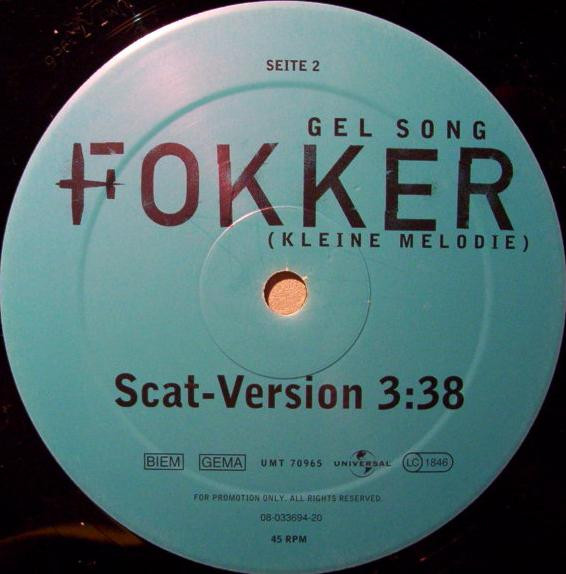 SEITE 2
GEL SONG
FOKKER
(KLEINE MELODIE)
Scat-Version 3:38
BIEM GEMA UMT 70965 UNIVERSAL LC 1846
FOR PROMOTION ONLY. ALL RIGHTS RESERVED.
08-033694-20
45 RPM